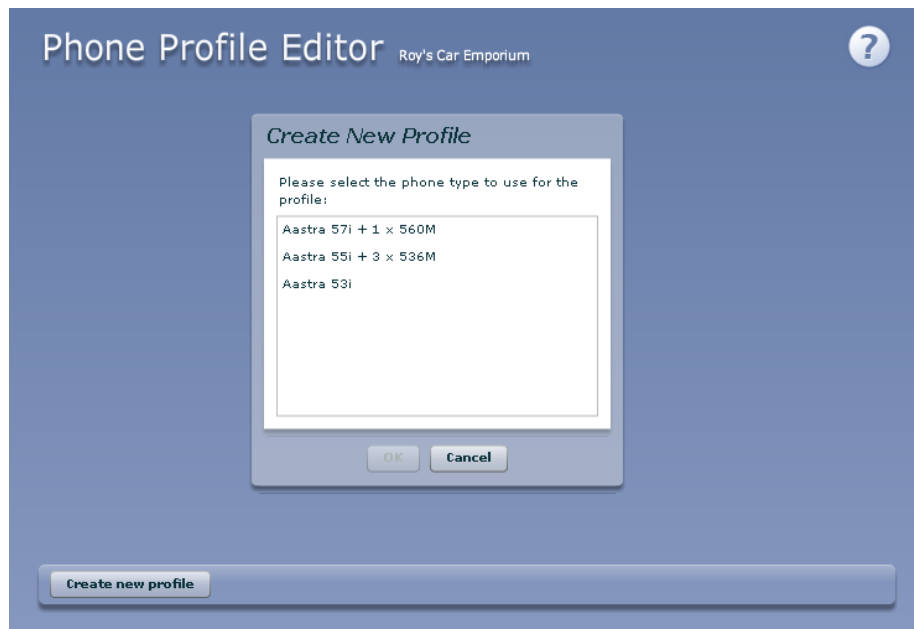 Phone Profile Editor Roy's Car Emporium
?
Create New Profile
Please select the phone type to use for the
profile:
Aastra 57i + 1 x 560M
Aastra 55i + 3 x 536M
Aastra 53i
OK Cancel
Create new profile